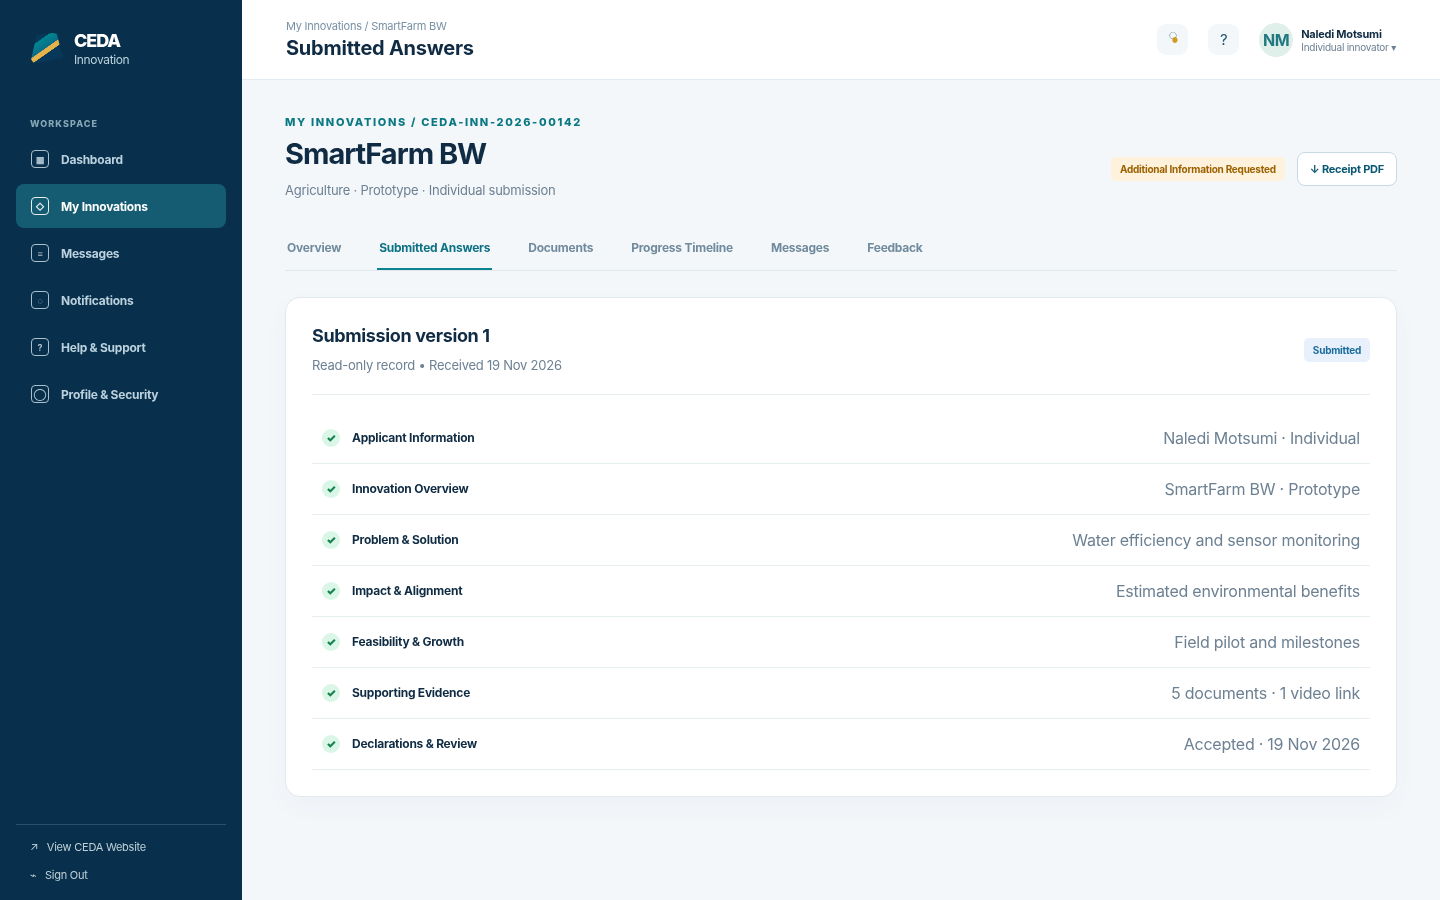 CEDA
Innovation
WORKSPACE
Dashboard
My Innovations
Messages
Notifications
? Help & Support
Profile & Security
↗ View CEDA Website
Sign Out
My Innovations / SmartFarm BW
Submitted Answers
?
NM
Naledi Motsumi
Individual innovator ▾
MY INNOVATIONS / CEDA-INN-2026-00142
SmartFarm BW
Agriculture · Prototype · Individual submission
Additional Information Requested
↓ Receipt PDF
Overview
Submitted Answers
Documents
Progress Timeline
Messages
Feedback
Submission version 1
Read-only record • Received 19 Nov 2026
Submitted
Applicant Information
Naledi Motsumi · Individual
Innovation Overview
SmartFarm BW · Prototype
Problem & Solution
Water efficiency and sensor monitoring
Impact & Alignment
Estimated environmental benefits
Feasibility & Growth
Field pilot and milestones
Supporting Evidence
5 documents · 1 video link
Declarations & Review
Accepted · 19 Nov 2026